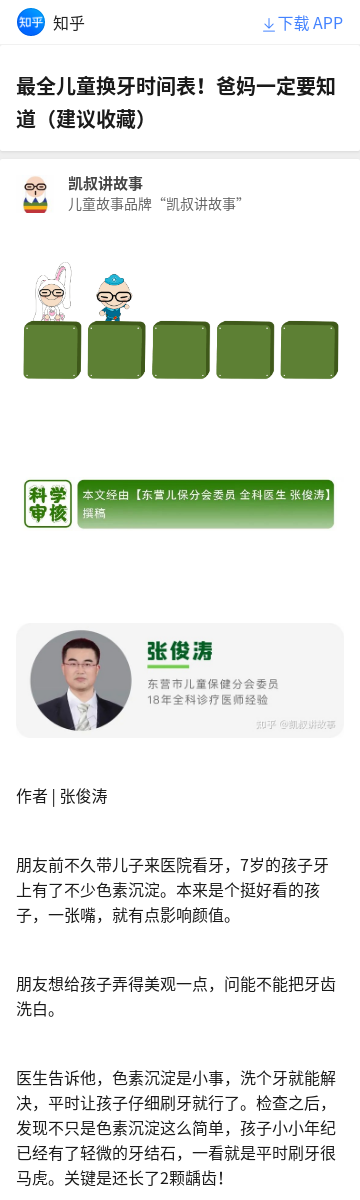 知乎
下载 APP
最全儿童换牙时间表！爸妈一定要知
道（建议收藏）
凯叔讲故事
儿童故事品牌“凯叔讲故事”
科学
审核
本文经由【东营儿保分会委员 全科医生 张俊涛】
撰稿
张俊涛
东营市儿童保健分会委员
18年全科诊疗医师经验
知乎 @凯叔讲故事
作者 | 张俊涛
朋友前不久带儿子来医院看牙，7岁的孩子牙
上有了不少色素沉淀。本来是个挺好看的孩
子，一张嘴，就有点影响颜值。
朋友想给孩子弄得美观一点，问能不能把牙齿
洗白。
医生告诉他，色素沉淀是小事，洗个牙就能解
决，平时让孩子仔细刷牙就行了。检查之后，
发现不只是色素沉淀这么简单，孩子小小年纪
已经有了轻微的牙结石，一看就是平时刷牙很
马虎。关键是还长了2颗龋齿！